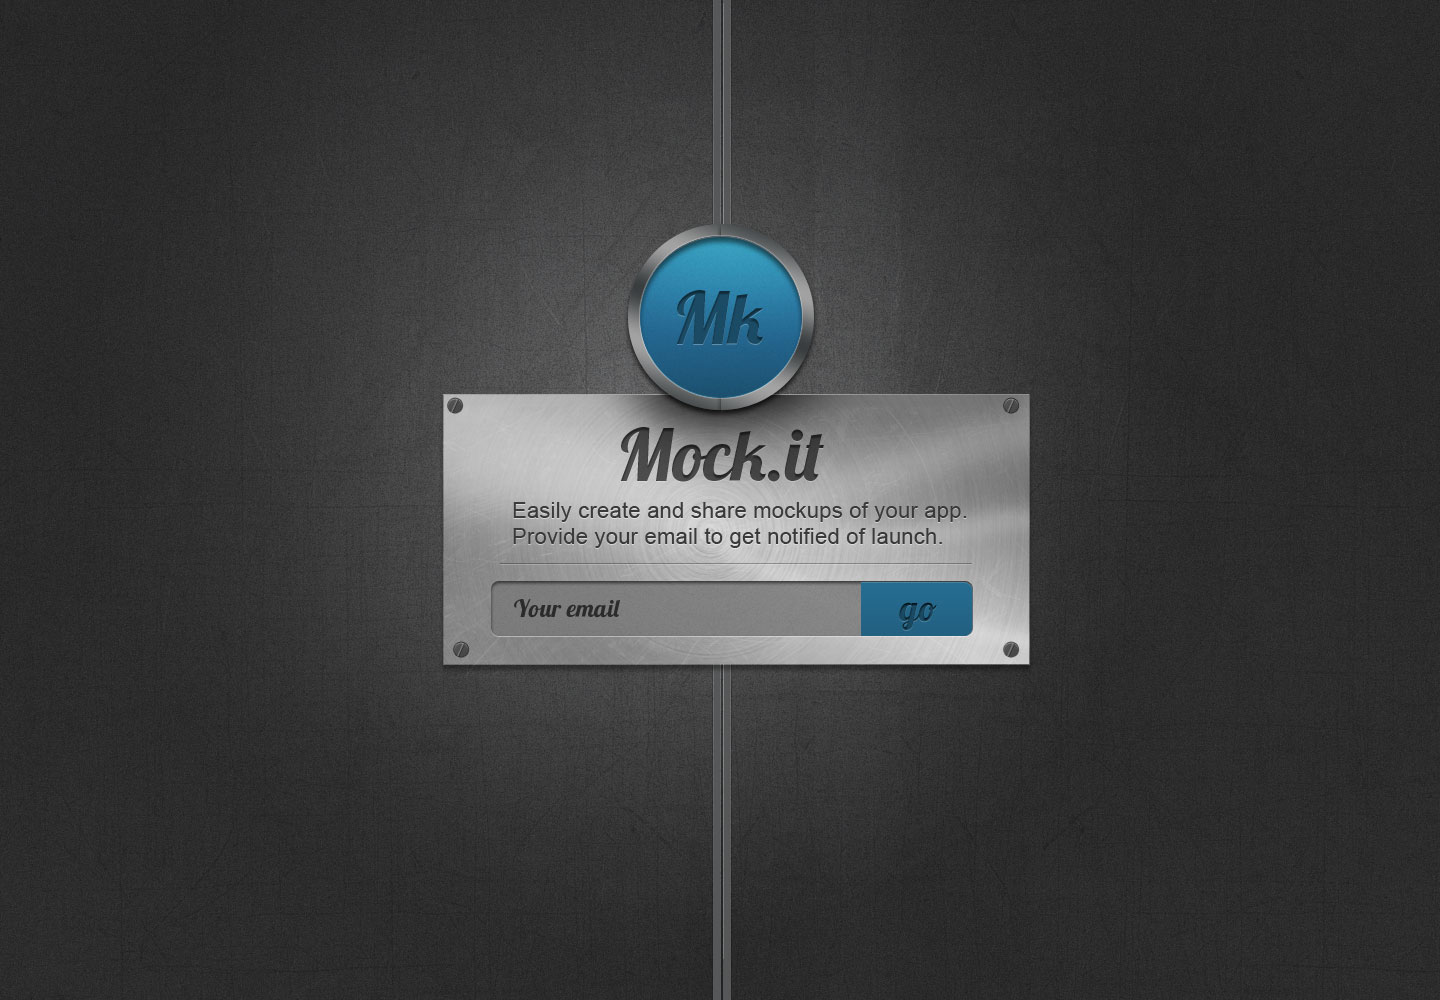 Mk
Mock.it
Easily create and share mockups of your app.
Provide your email to get notified of launch.
Your email
go